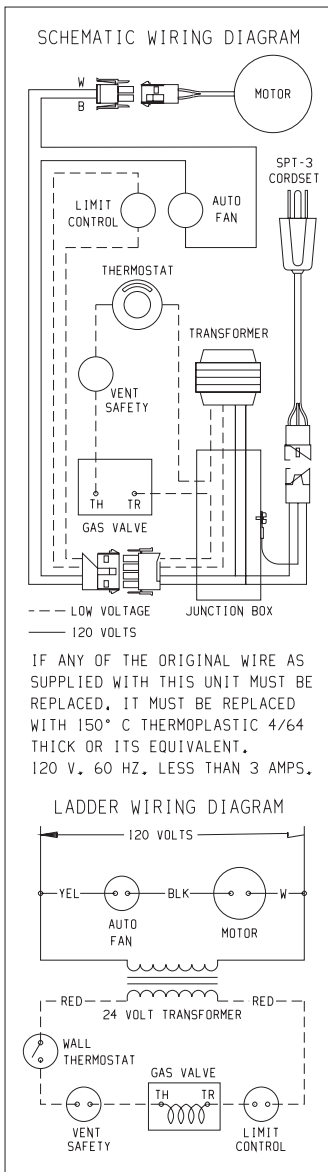 SCHEMATIC WIRING DIAGRAM
W
B
MOTOR
SPT-3
CORDSET
LIMIT
CONTROL
AUTO
FAN
THERMOSTAT
TRANSFORMER
VENT
SAFETY
TH TR
GAS VALVE
LOW VOLTAGE
JUNCTION BOX
120 VOLTS
IF ANY OF THE ORIGINAL WIRE AS
SUPPLIED WITH THIS UNIT MUST BE
REPLACED, IT MUST BE REPLACED
WITH 150° C THERMOPLASTIC 4/64
THICK OR ITS EQUIVALENT.
120 V. 60 HZ. LESS THAN 3 AMPS.
LADDER WIRING DIAGRAM
120 VOLTS
YEL BLK W
AUTO
FAN
MOTOR
RED RED
24 VOLT TRANSFORMER
WALL
THERMOSTAT
GAS VALVE
TH TR
VENT
SAFETY
LIMIT
CONTROL